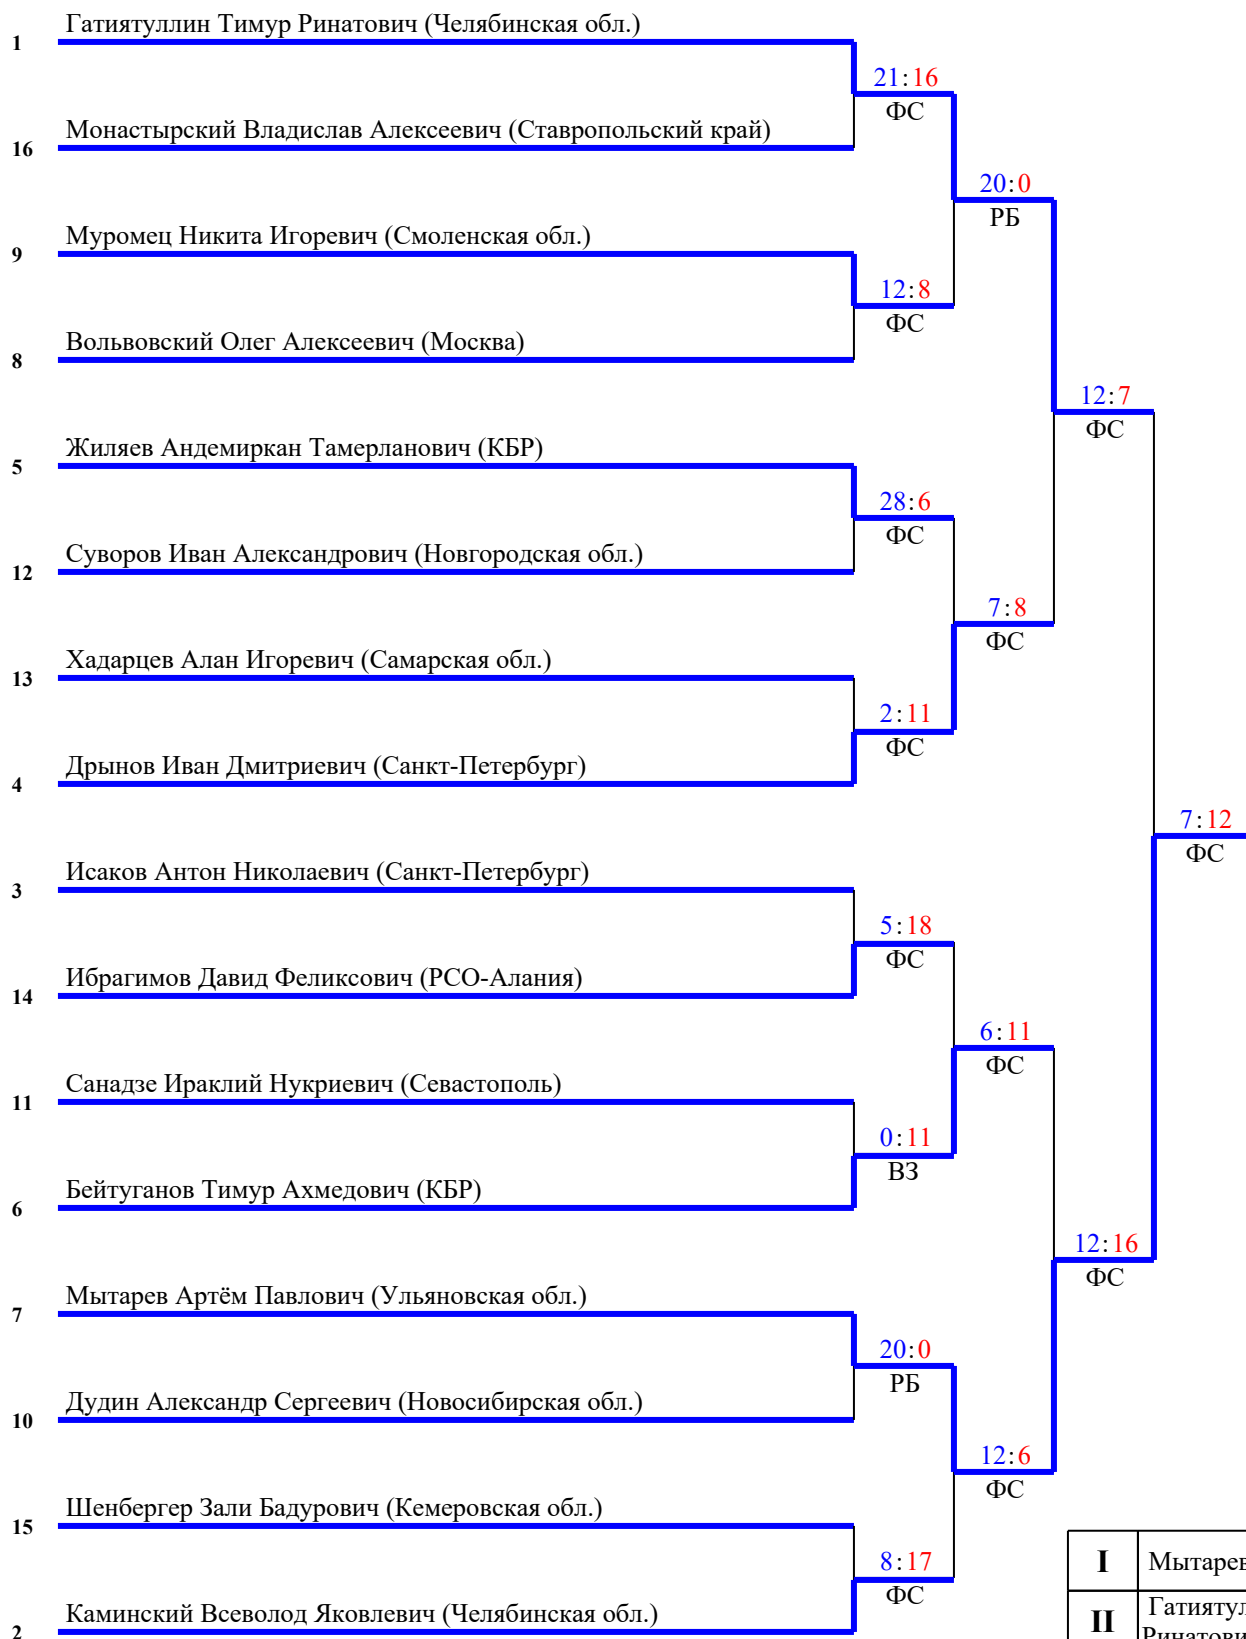 Гатиятуллин Тимур Ринатович (Челябинская обл.)
1
21:16
ФС
Монастырский Владислав Алексеевич (Ставропольский край)
16
20:0
РБ
Муромец Никита Игоревич (Смоленская обл.)
9
12:8
ФС
Вольвовский Олег Алексеевич (Москва)
8
12:7
ФС
Жиляев Андемиркан Тамерланович (КБР)
5
28:6
ФС
Суворов Иван Александрович (Новгородская обл.)
12
7:8
ФС
Хадарцев Алан Игоревич (Самарская обл.)
13
2:11
ФС
Дрынов Иван Дмитриевич (Санкт-Петербург)
4
7:12
ФС
Исаков Антон Николаевич (Санкт-Петербург)
3
5:18
ФС
Ибрагимов Давид Феликсович (РСО-Алания)
14
6:11
ФС
Санадзе Ираклий Нукриевич (Севастополь)
11
0:11
ВЗ
Бейтуганов Тимур Ахмедович (КБР)
6
12:16
ФС
Мытарев Артём Павлович (Ульяновская обл.)
7
20:0
РБ
Дудин Александр Сергеевич (Новосибирская обл.)
10
12:6
ФС
Шенбергер Зали Бадурович (Кемеровская обл.)
15
8:17
ФС
Каминский Всеволод Яковлевич (Челябинская обл.)
2
I Мытарев
II Гатиятул
Ринатови